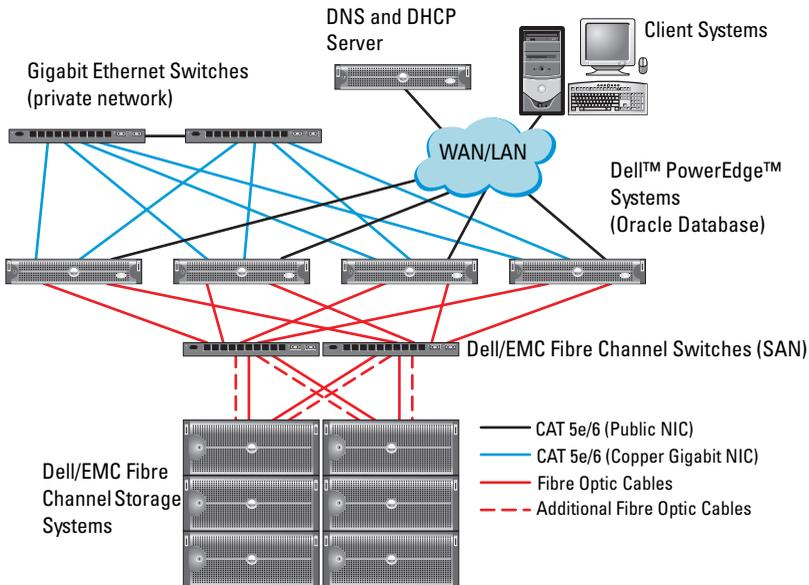 DNS and DHCP
Server
Client Systems
Gigabit Ethernet Switches
(private network)
WAN/LAN
Dell™ PowerEdge™
Systems
(Oracle Database)
Dell/EMC Fibre Channel Switches (SAN)
Dell/EMC Fibre
Channel Storage
Systems
CAT 5e/6 (Public NIC)
CAT 5e/6 (Copper Gigabit NIC)
Fibre Optic Cables
Additional Fibre Optic Cables